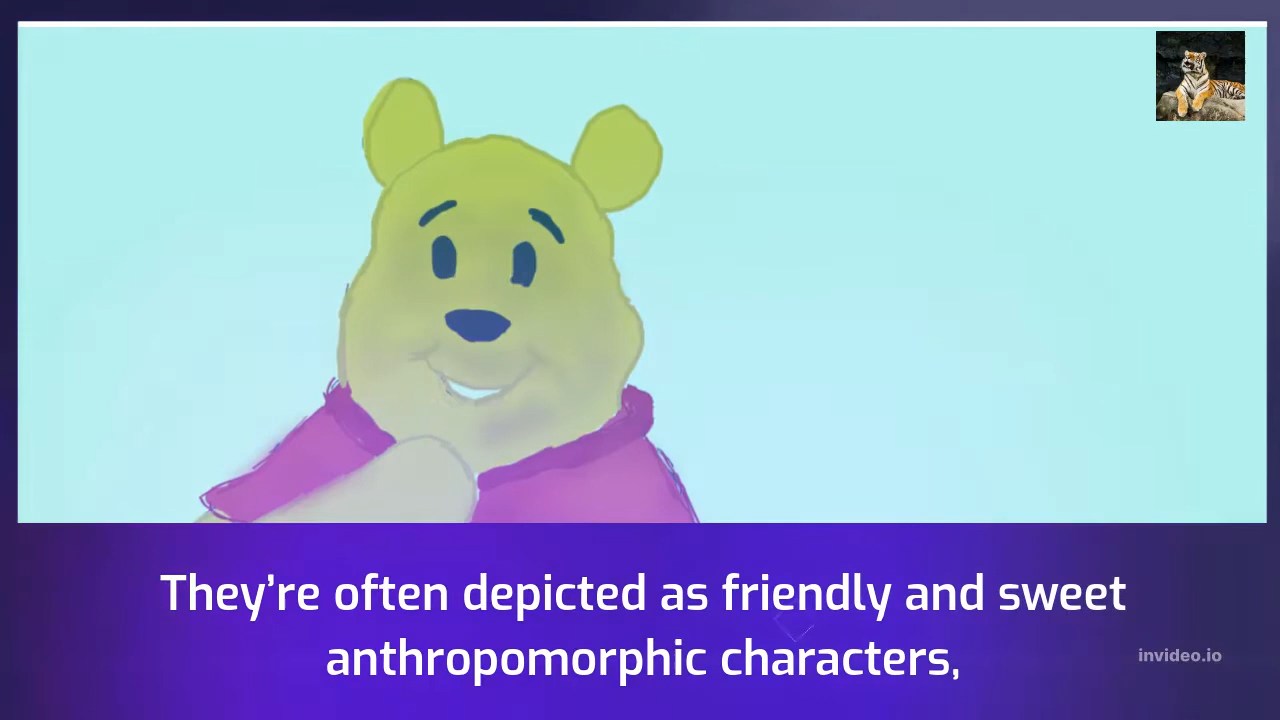 They’re often depicted as friendly and sweet
anthropomorphic characters,
invideo.io